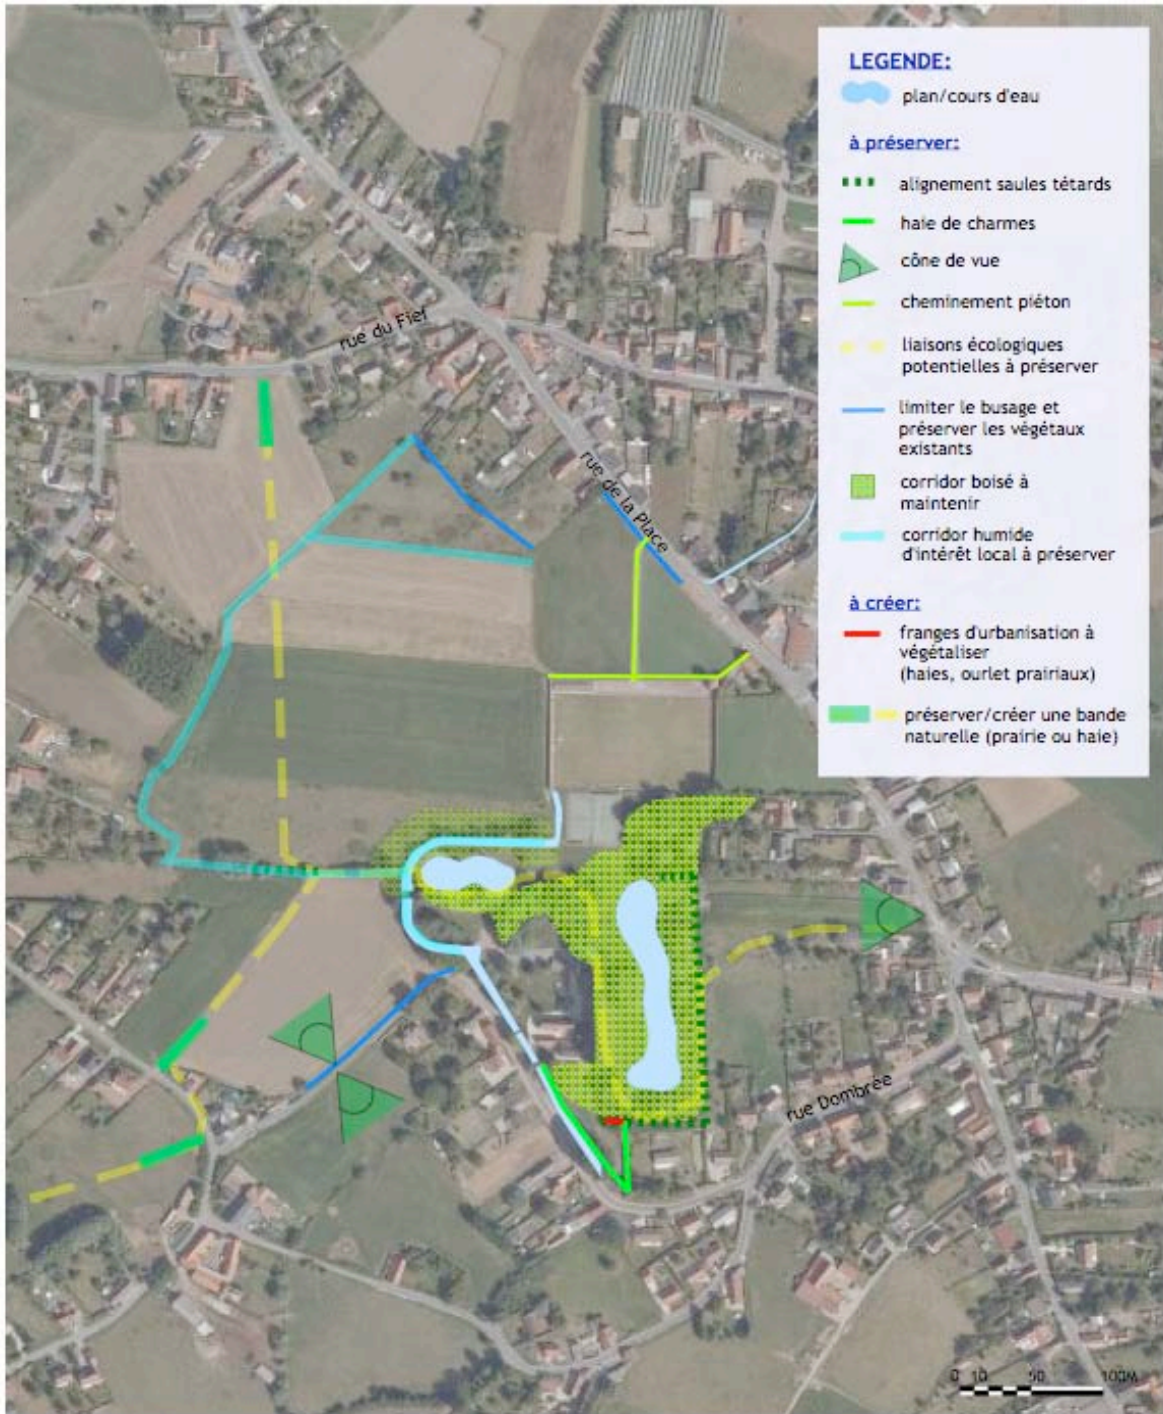 LEGENDE:
plan/cours d'eau
à préserver:
alignement saules tétards
haie de charmes
cône de vue
cheminement piéton
liaisons écologiques
potentielles à préserver
limiter le busage et
préserver les végétaux
existants
corridor boisé à
maintenir
corridor humide
d'intérêt local à préserver
à créer:
franges d'urbanisation à
végétaliser
(haies, ourlet prairiaux)
préserver/créer une bande
naturelle (prairie ou haie)
rue du Fief
rue de la Place
rue Dombrée
0 10 50 100M